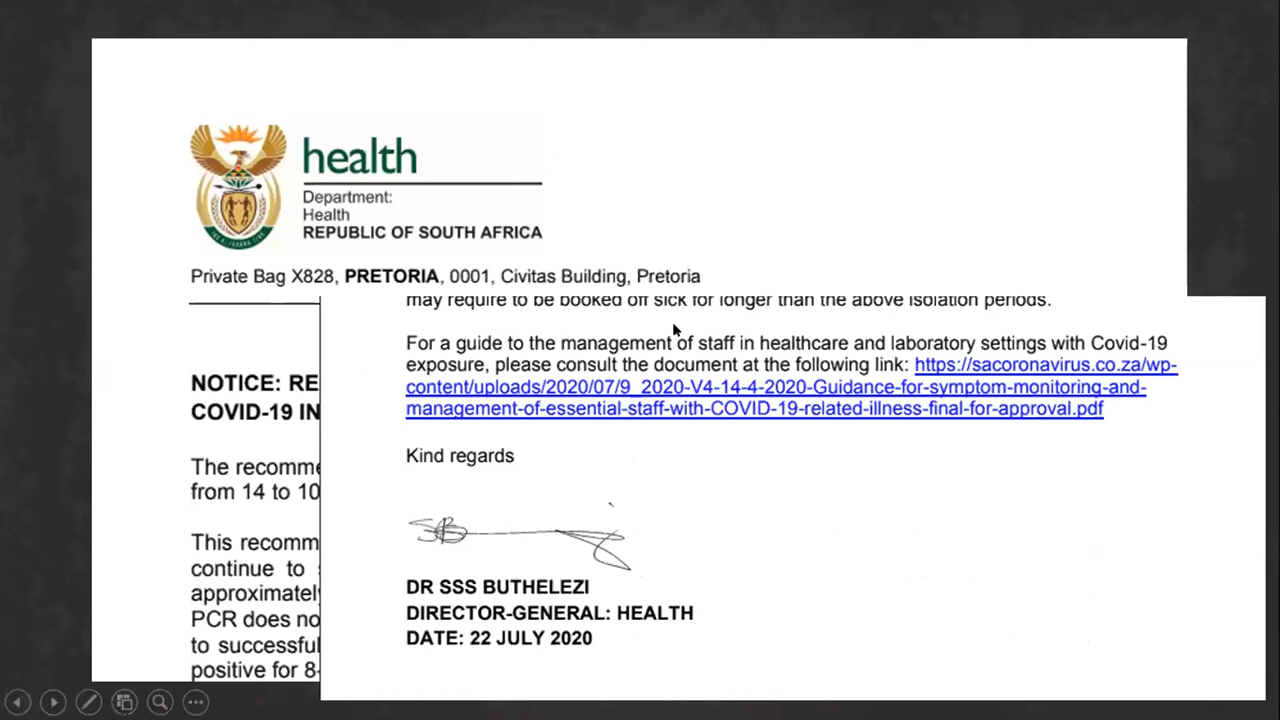 health
Department:
Health
REPUBLIC OF SOUTH AFRICA
Private Bag X828, PRETORIA, 0001, Civitas Building, Pretoria
NOTICE: RE
COVID-19 IN
The recomme
from 14 to 10
This recomm
continue to
approximately
PCR does no
to successful
positive for 8-
may require to be booked off sick for longer than the above isolation periods.
For a guide to the management of staff in healthcare and laboratory settings with Covid-19
exposure, please consult the document at the following link: https://sacoronavirus.co.za/wp-
content/uploads/2020/07/9_2020-V4-14-4-2020-Guidance-for-symptom-monitoring-and-
management-of-essential-staff-with-COVID-19-related-illness-final-for-approval.pdf
Kind regards
DR SSS BUTHELEZI
DIRECTOR-GENERAL: HEALTH
DATE: 22 JULY 2020